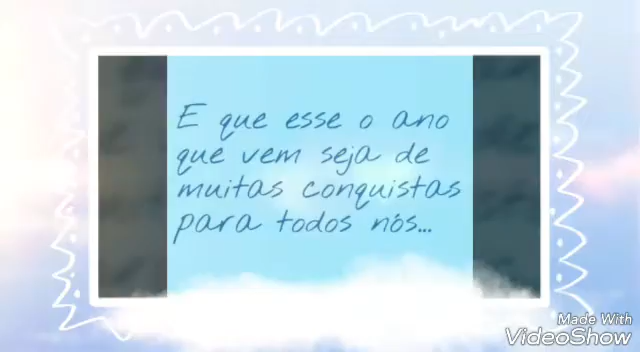 E que esse o ano
que vem seja de
muitas conquistas
para todos nós...
Made With
VideoShow